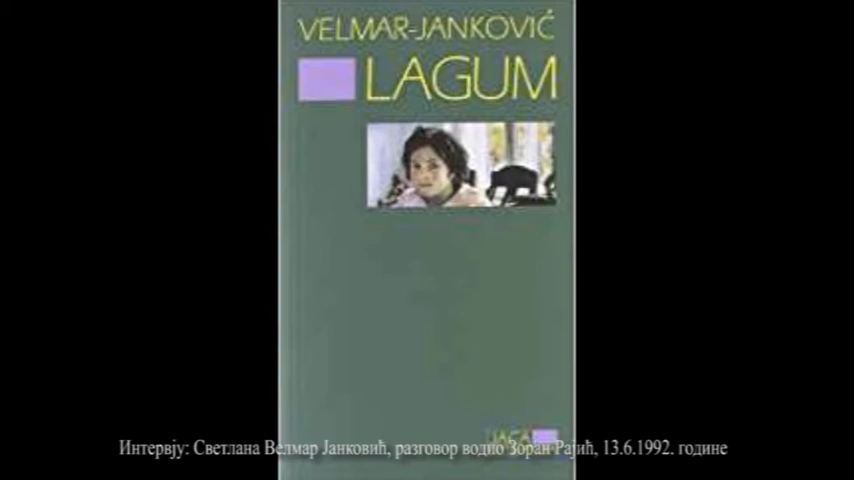 VELMAR-JANKOVIĆ
LAGUM
Интервју: Светлана Велмар Јанковић, разговор водио Зоран Рајић, 13.6.1992. године